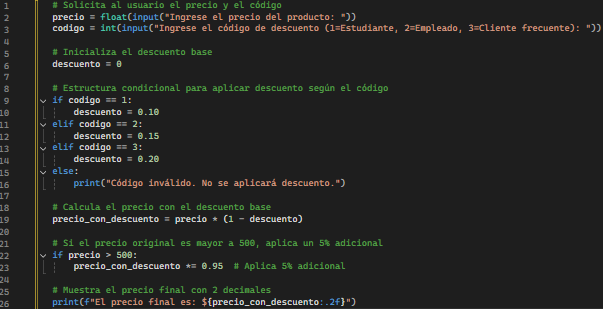 1 # Solicita al usuario el precio y el código
2 precio = float(input("Ingrese el precio del producto: "))
3 codigo = int(input("Ingrese el código de descuento (1=Estudiante, 2=Empleado, 3=Cliente frecuente): "))
4
5 # Inicializa el descuento base
6 descuento = 0
7
8 # Estructura condicional para aplicar descuento según el código
9 if codigo == 1:
10     descuento = 0.10
11 elif codigo == 2:
12     descuento = 0.15
13 elif codigo == 3:
14     descuento = 0.20
15 else:
16     print("Código inválido. No se aplicará descuento.")
17
18 # Calcula el precio con el descuento base
19 precio_con_descuento = precio * (1 - descuento)
20
21 # Si el precio original es mayor a 500, aplica un 5% adicional
22 if precio > 500:
23     precio_con_descuento *= 0.95  # Aplica 5% adicional
24
25 # Muestra el precio final con 2 decimales
26 print(f"El precio final es: ${precio_con_descuento:.2f}")